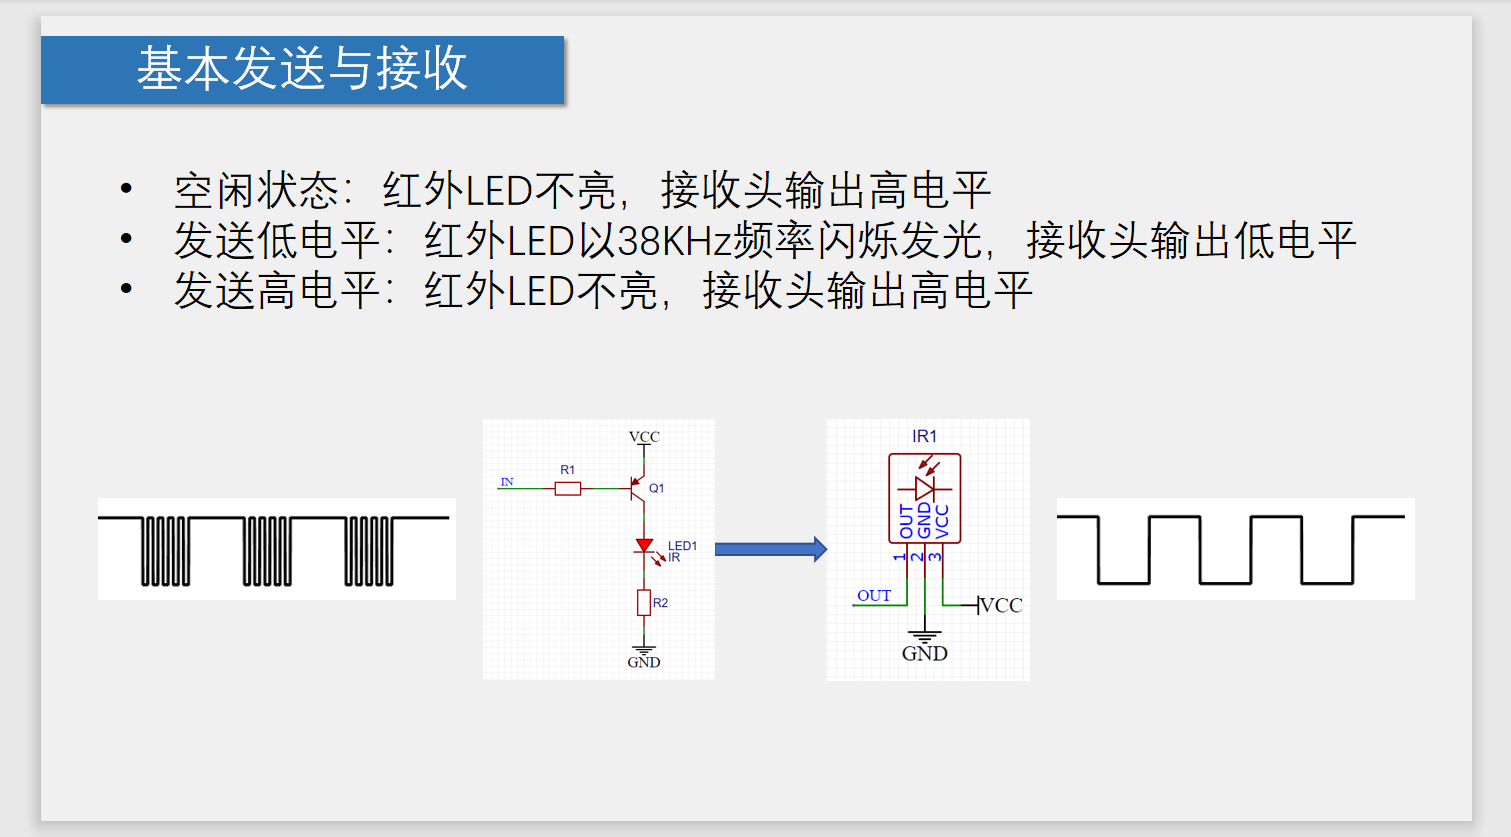 基本发送与接收
• 空闲状态：红外LED不亮，接收头输出高电平
• 发送低电平：红外LED以38KHz频率闪烁发光，接收头输出低电平
• 发送高电平：红外LED不亮，接收头输出高电平
VCC
IN
R1
Q1
LED1
IR
R2
GND
IR1
OUT
GND
VCC
1
2
3
OUT
VCC
GND